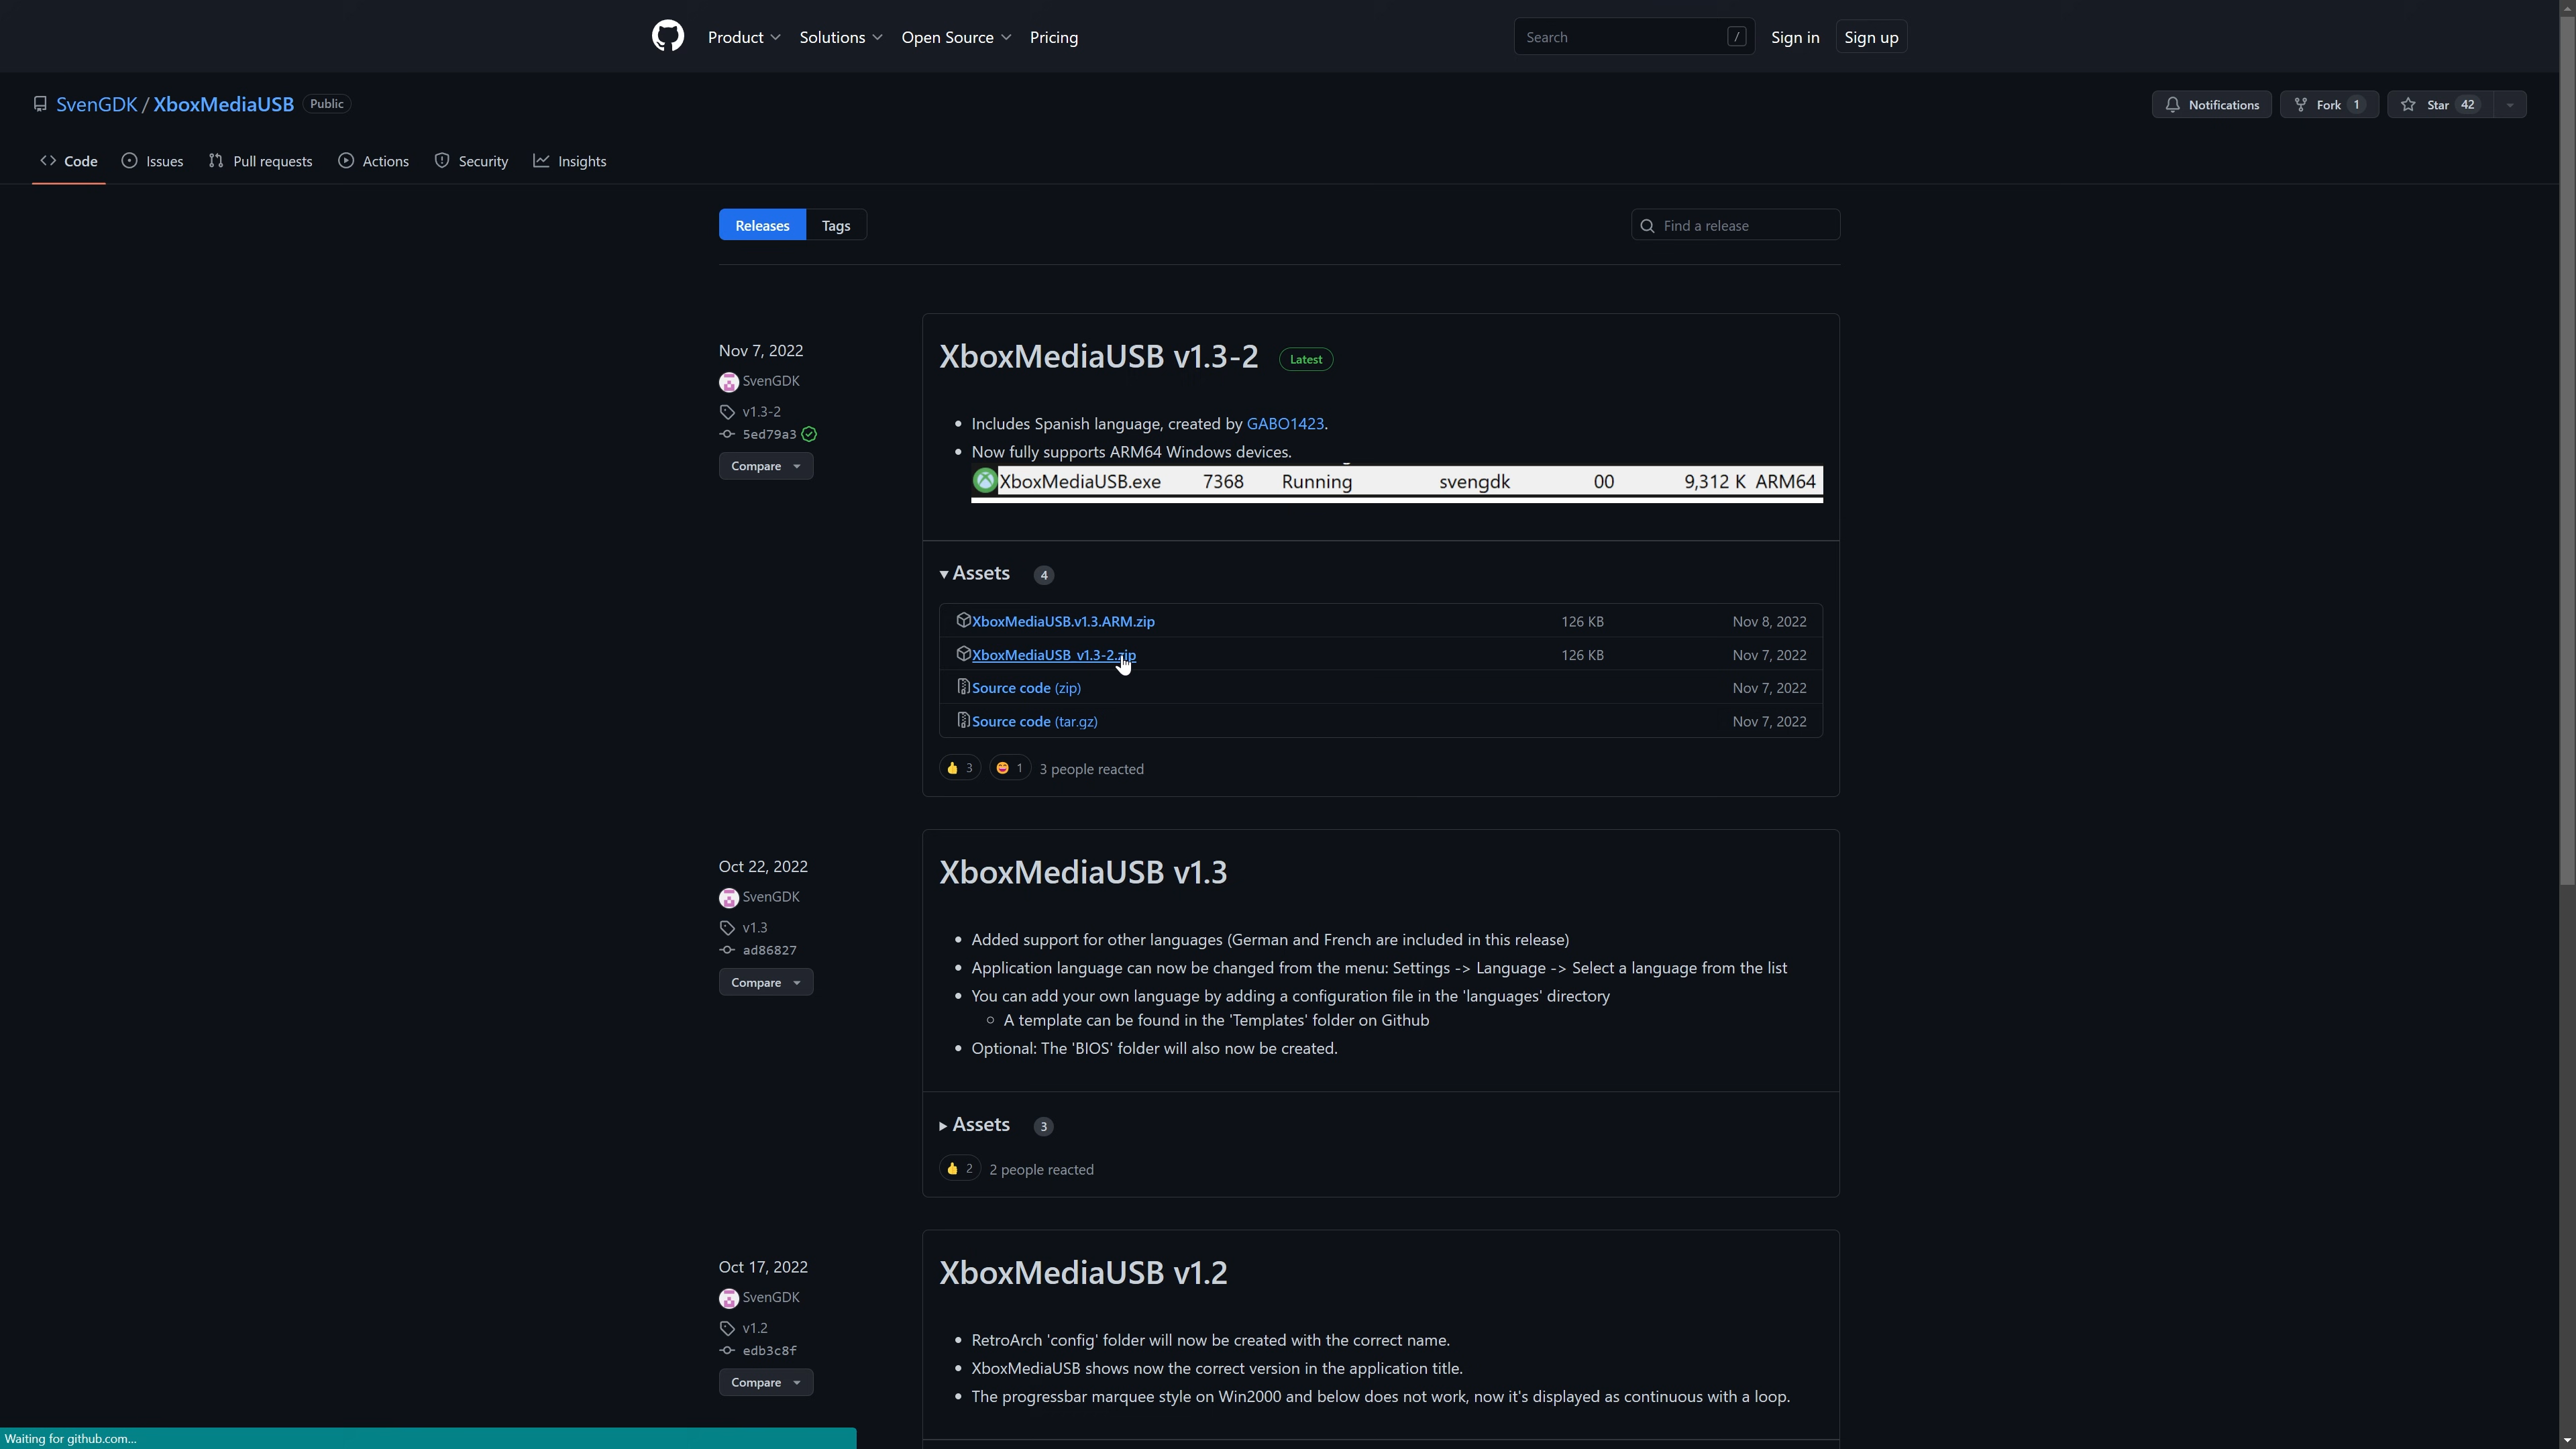 Product Solutions Open Source Pricing Search / Sign in Sign up
SvenGDK / XboxMediaUSB Public Notifications Fork 1 Star 42
Code Issues Pull requests Actions Security Insights
Releases Tags Find a release
Nov 7, 2022
SvenGDK
v1.3-2
5ed79a3
Compare
XboxMediaUSB v1.3-2 Latest
• Includes Spanish language, created by GABO1423.
• Now fully supports ARM64 Windows devices.
XboxMediaUSB.exe 7368 Running svengdk 00 9,312 K ARM64
Assets 4
XboxMediaUSB.v1.3.ARM.zip 126 KB Nov 8, 2022
XboxMediaUSB_v1.3-2.zip 126 KB Nov 7, 2022
Source code (zip) Nov 7, 2022
Source code (tar.gz) Nov 7, 2022
👍 3 😄 1 3 people reacted
Oct 22, 2022
SvenGDK
v1.3
ad86827
Compare
XboxMediaUSB v1.3
• Added support for other languages (German and French are included in this release)
• Application language can now be changed from the menu: Settings -> Language -> Select a language from the list
• You can add your own language by adding a configuration file in the 'languages' directory
○ A template can be found in the 'Templates' folder on Github
• Optional: The 'BIOS' folder will also now be created.
Assets 3
👍 2 2 people reacted
Oct 17, 2022
SvenGDK
v1.2
edb3c8f
Compare
XboxMediaUSB v1.2
• RetroArch 'config' folder will now be created with the correct name.
• XboxMediaUSB shows now the correct version in the application title.
• The progressbar marquee style on Win2000 and below does not work, now it's displayed as continuous with a loop.
Waiting for github.com...